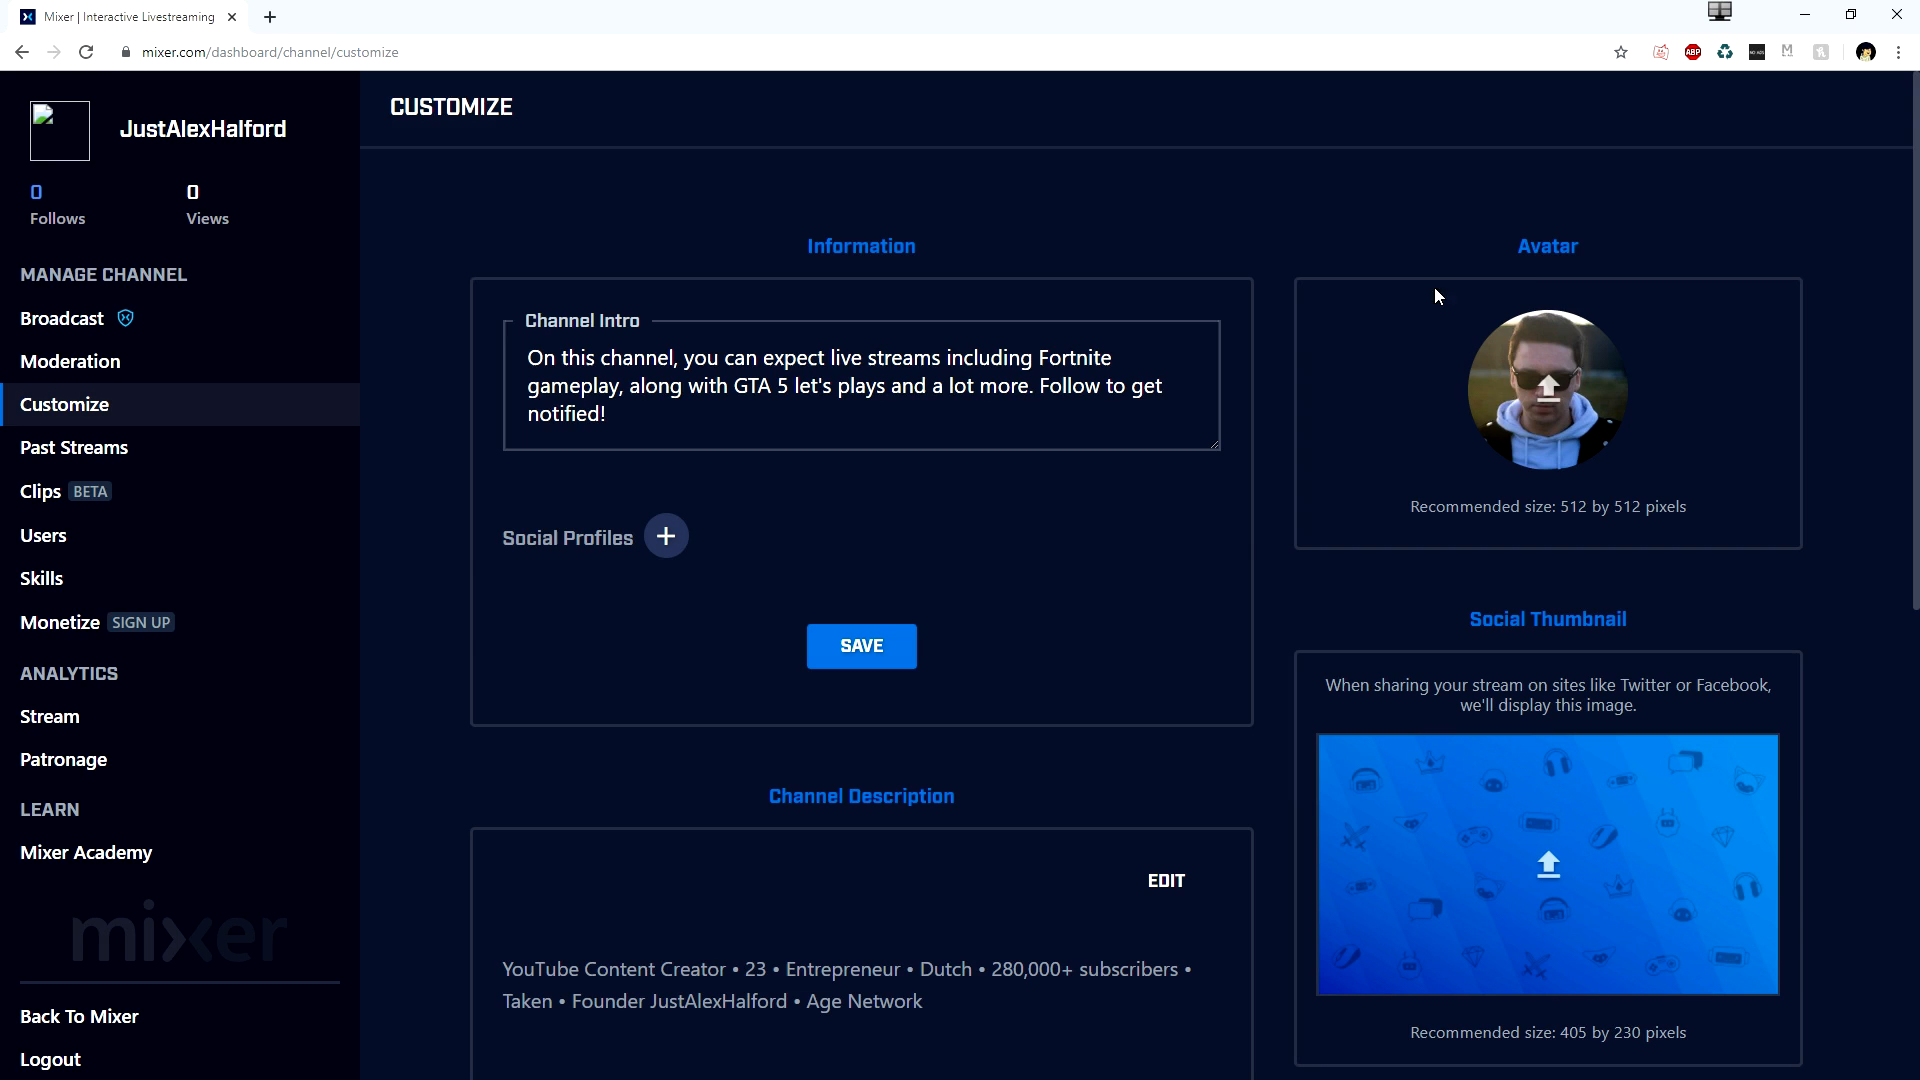 Mixer | Interactive Livestreaming
mixer.com/dashboard/channel/customize
ABP
NO ADS
M
JustAlexHalford
0
Follows
0
Views
MANAGE CHANNEL
Broadcast
Moderation
Customize
Past Streams
Clips BETA
Users
Skills
Monetize SIGN UP
ANALYTICS
Stream
Patronage
LEARN
Mixer Academy
mixer
Back To Mixer
Logout
CUSTOMIZE
Information
Channel Intro
On this channel, you can expect live streams including Fortnite
gameplay, along with GTA 5 let's plays and a lot more. Follow to get
notified!
Social Profiles +
SAVE
Channel Description
EDIT
YouTube Content Creator • 23 • Entrepreneur • Dutch • 280,000+ subscribers •
Taken • Founder JustAlexHalford • Age Network
Avatar
Recommended size: 512 by 512 pixels
Social Thumbnail
When sharing your stream on sites like Twitter or Facebook,
we'll display this image.
Recommended size: 405 by 230 pixels